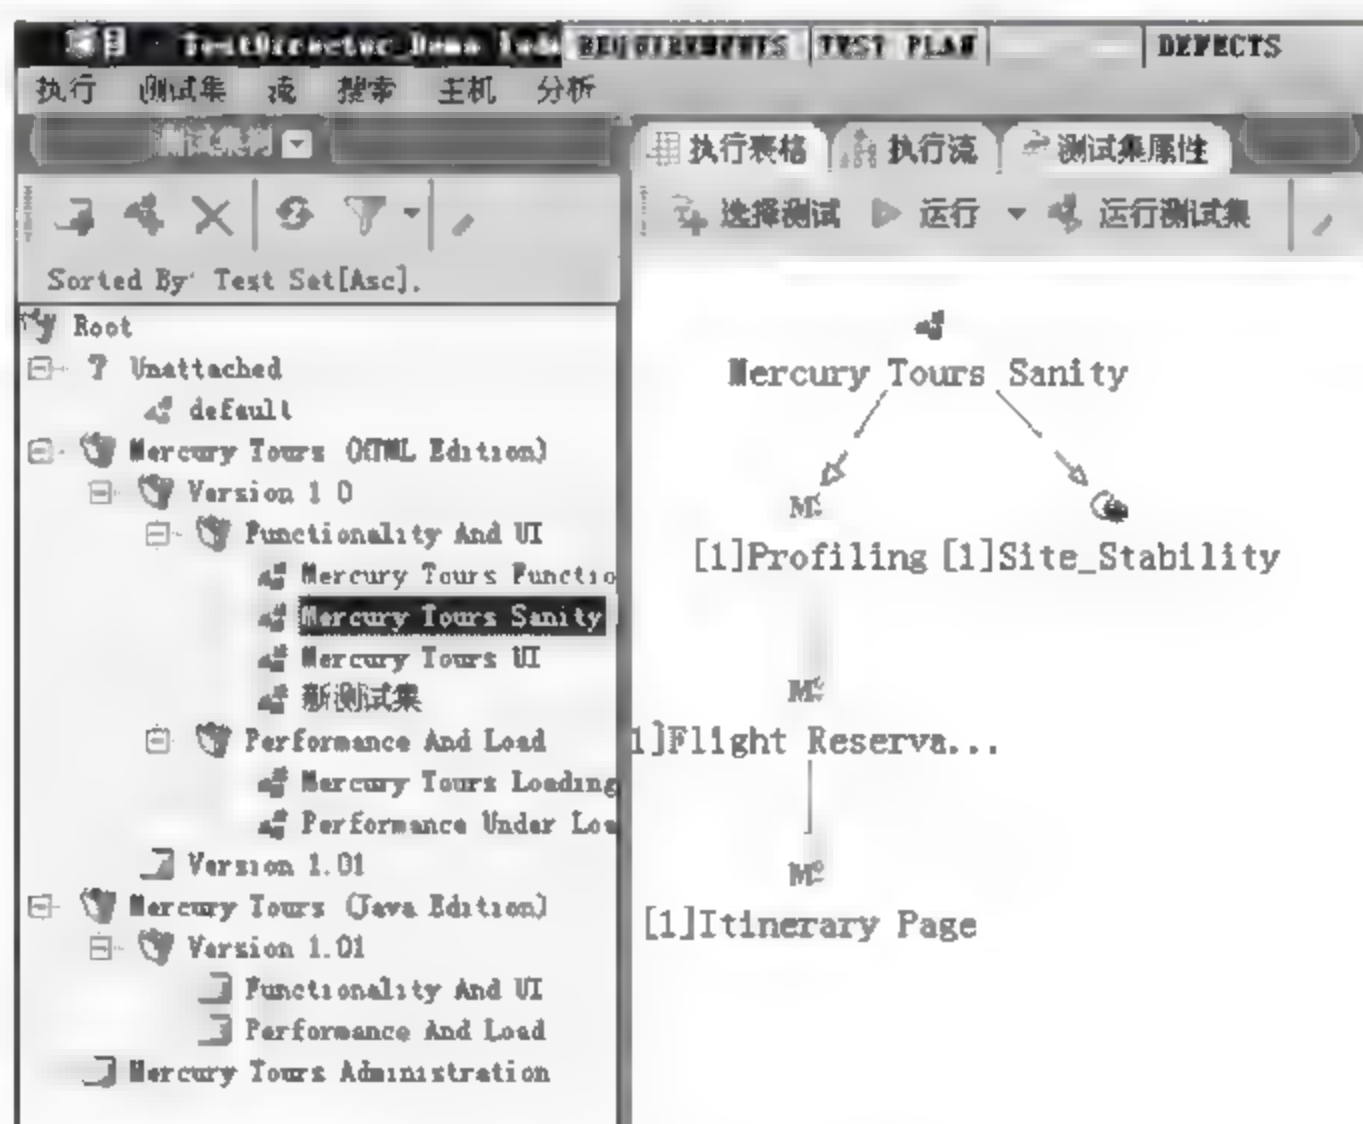 项目 TestDirector_Demo REQUIREMENTS TEST PLAN DEFECTS
执行 测试集 流 搜索 主机 分析
测试集树
执行表格 执行流 测试集属性
选择测试 运行 运行测试集
Sorted By: Test Set[Asc].
Root
Unattached
default
Mercury Tours (HTML Edition)
Version 1.0
Functionality And UI
Mercury Tours Functio
Mercury Tours Sanity
Mercury Tours UI
新测试集
Performance And Load
Mercury Tours Loading
Performance Under Loa
Version 1.01
Mercury Tours (Java Edition)
Version 1.01
Functionality And UI
Performance And Load
Mercury Tours Administration
Mercury Tours Sanity
[1]Profiling [1]Site_Stability
1]Flight Reserva...
[1]Itinerary Page